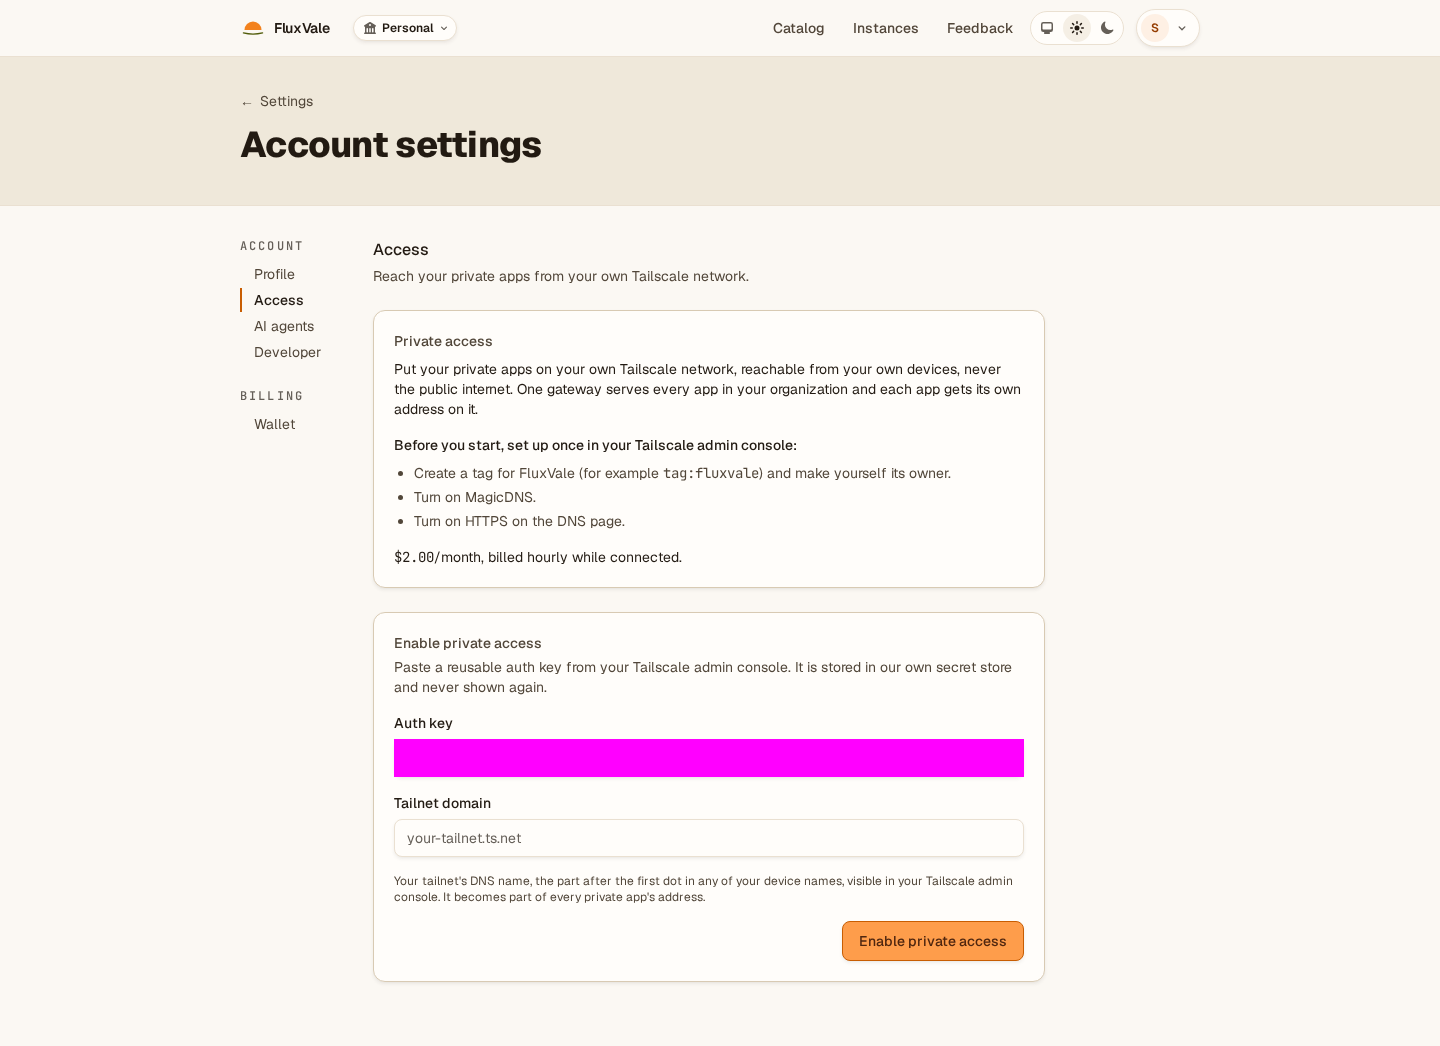 FluxVale
Personal
Catalog
Instances
Feedback
S
← Settings
Account settings
ACCOUNT
Profile
Access
AI agents
Developer
BILLING
Wallet
Access
Reach your private apps from your own Tailscale network.
Private access
Put your private apps on your own Tailscale network, reachable from your own devices, never
the public internet. One gateway serves every app in your organization and each app gets its own
address on it.
Before you start, set up once in your Tailscale admin console:
• Create a tag for FluxVale (for example tag:fluxvale) and make yourself its owner.
• Turn on MagicDNS.
• Turn on HTTPS on the DNS page.
$2.00/month, billed hourly while connected.
Enable private access
Paste a reusable auth key from your Tailscale admin console. It is stored in our own secret store
and never shown again.
Auth key
Tailnet domain
your-tailnet.ts.net
Your tailnet's DNS name, the part after the first dot in any of your device names, visible in your Tailscale admin
console. It becomes part of every private app's address.
Enable private access